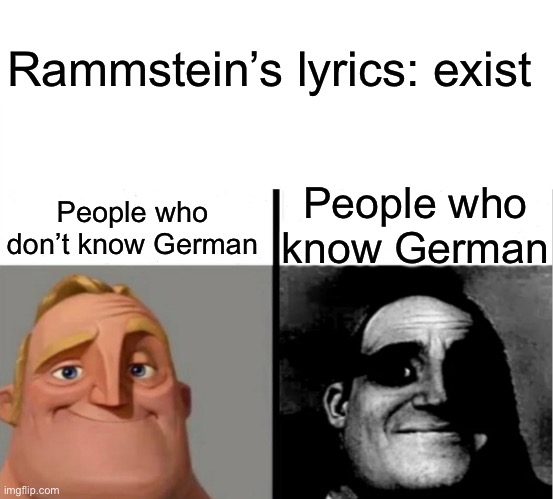 Rammstein’s lyrics: exist
People who
don’t know German
People who
know German
imgflip.com